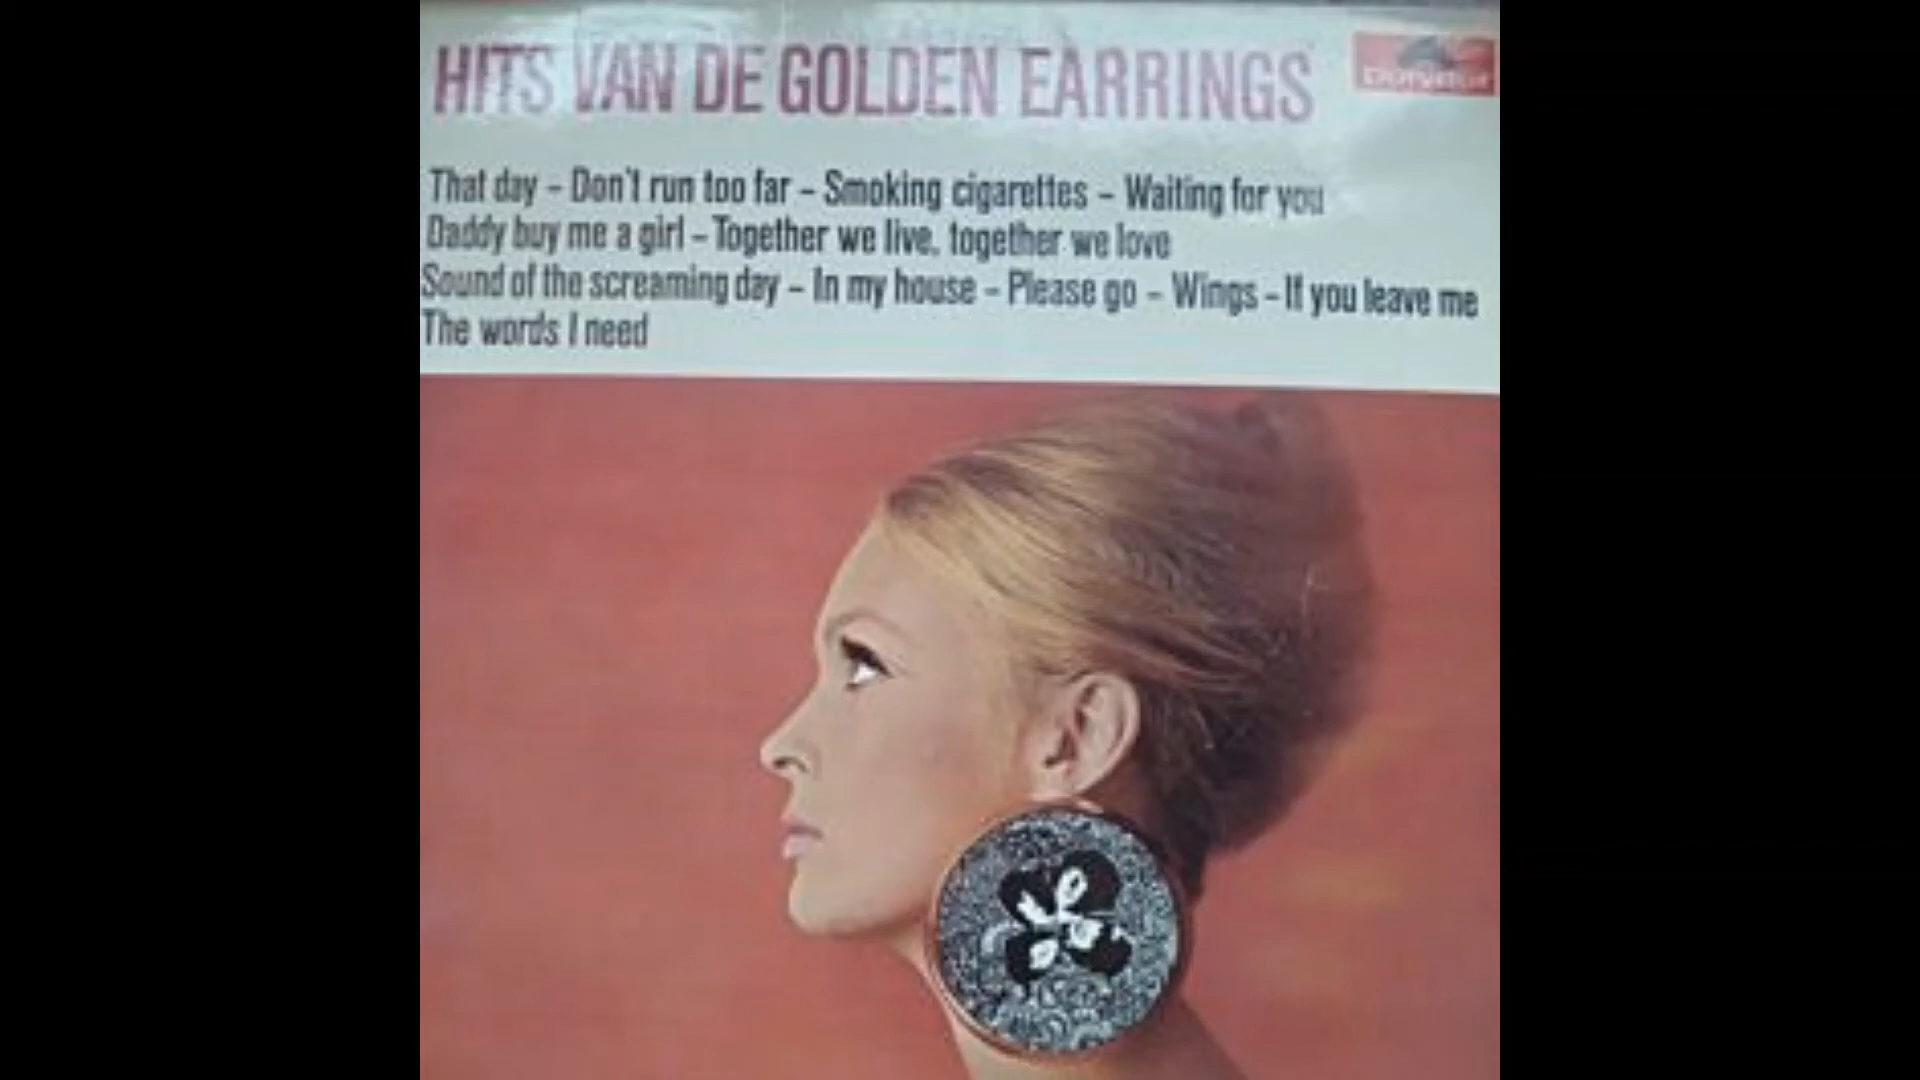 HITS VAN DE GOLDEN EARRINGS
Polydor
That day – Don't run too far – Smoking cigarettes – Waiting for you
Daddy buy me a girl – Together we live, together we love
Sound of the screaming day – In my house – Please go – Wings – If you leave me
The words I need